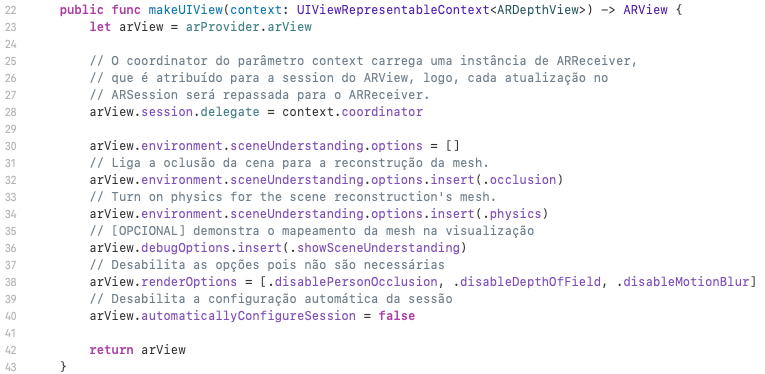 22 public func makeUIView(context: UIViewRepresentableContext<ARDepthView>) -> ARView {
23 let arView = arProvider.arView
24
25 // O coordinator do parâmetro context carrega uma instância de ARReceiver,
26 // que é atribuído para a session do ARView, logo, cada atualização no
27 // ARSession será repassada para o ARReceiver.
28 arView.session.delegate = context.coordinator
29
30 arView.environment.sceneUnderstanding.options = []
31 // Liga a oclusão da cena para a reconstrução da mesh.
32 arView.environment.sceneUnderstanding.options.insert(.occlusion)
33 // Turn on physics for the scene reconstruction's mesh.
34 arView.environment.sceneUnderstanding.options.insert(.physics)
35 // [OPCIONAL] demonstra o mapeamento da mesh na visualização
36 arView.debugOptions.insert(.showSceneUnderstanding)
37 // Desabilita as opções pois não são necessárias
38 arView.renderOptions = [.disablePersonOcclusion, .disableDepthOfField, .disableMotionBlur]
39 // Desabilita a configuração automática da sessão
40 arView.automaticallyConfigureSession = false
41
42 return arView
43 }